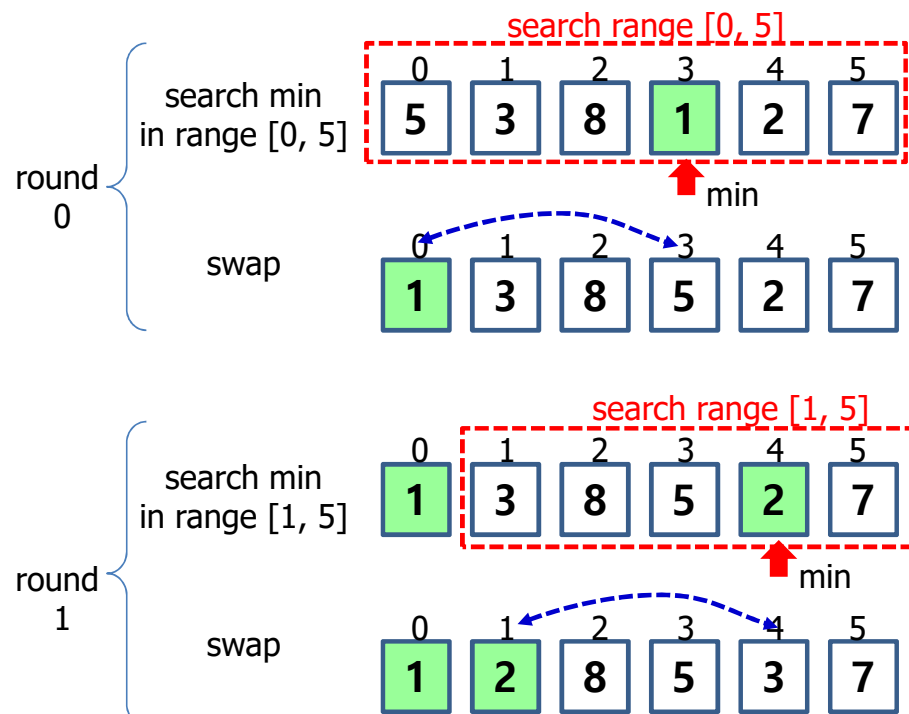 search range [0, 5]
0 1 2 3 4 5
search min
in range [0, 5]
5 3 8 1 2 7
min
round
0
0 1 2 3 4 5
swap
1 3 8 5 2 7
search range [1, 5]
0 1 2 3 4 5
search min
in range [1, 5]
1 3 8 5 2 7
min
round
1
0 1 2 3 4 5
swap
1 2 8 5 3 7